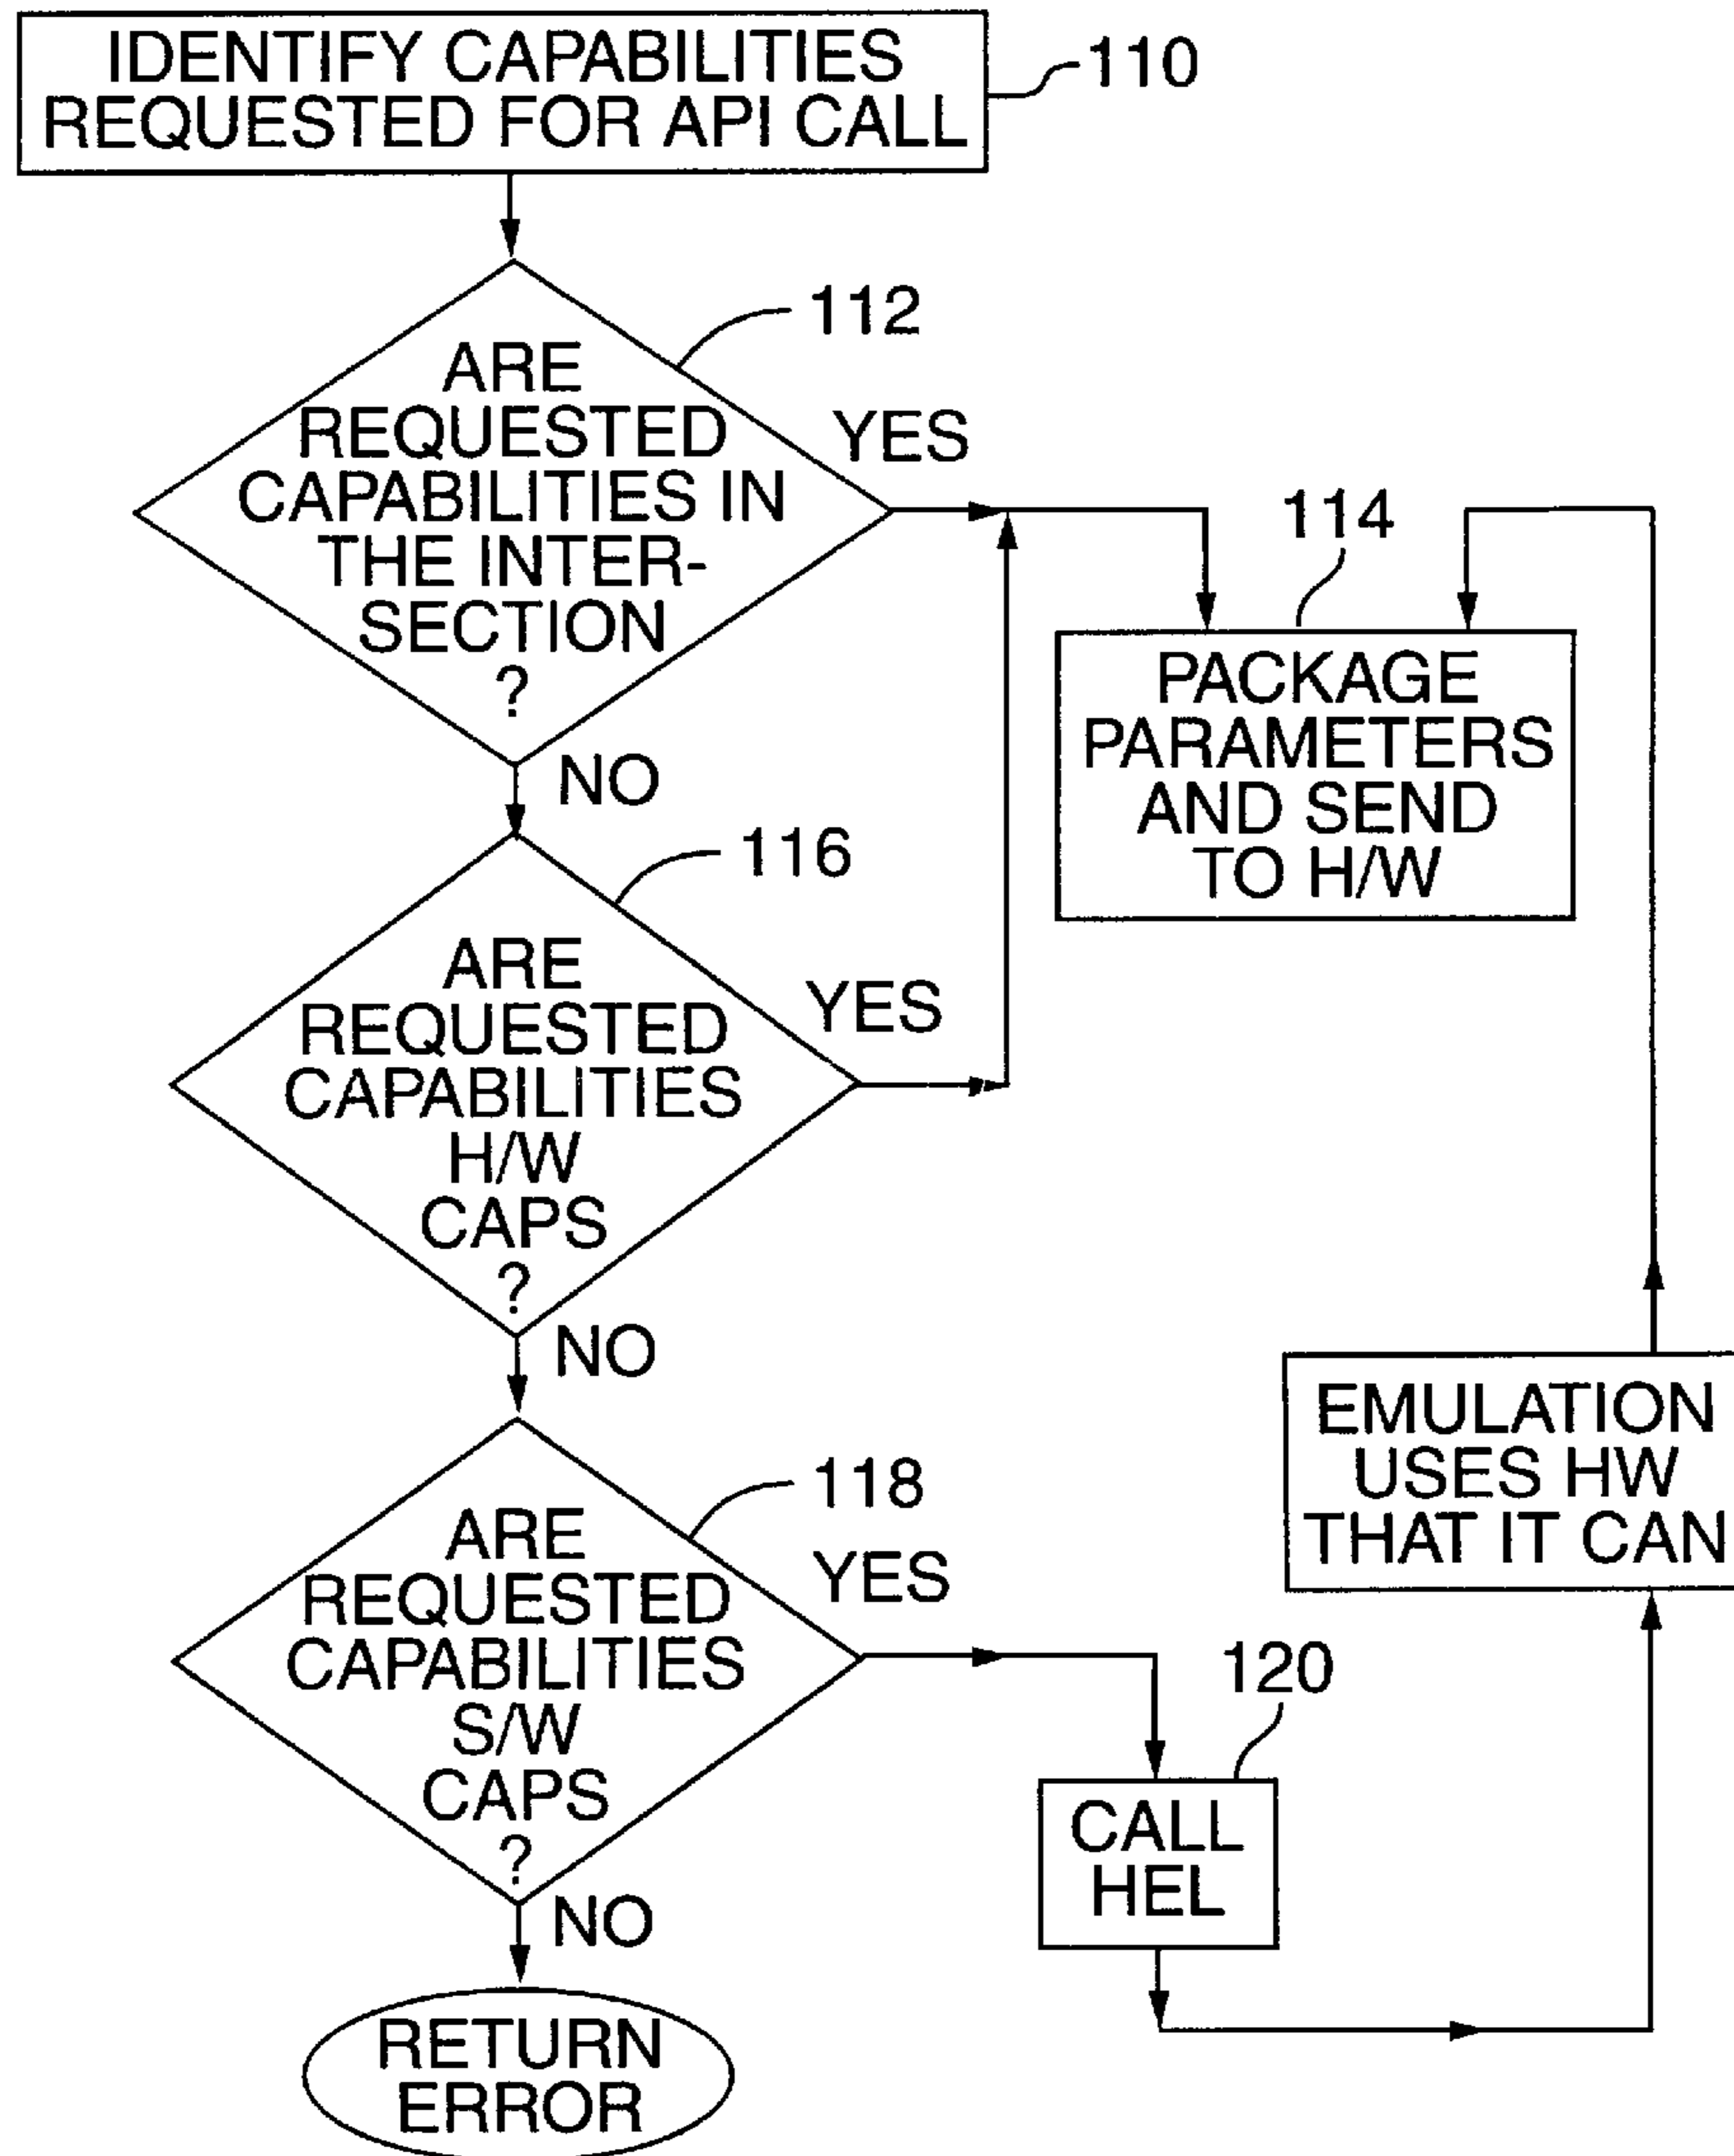 IDENTIFY CAPABILITIES
REQUESTED FOR API CALL
110
112
ARE
REQUESTED
CAPABILITIES IN
THE INTER-
SECTION
?
YES
NO
114
PACKAGE
PARAMETERS
AND SEND
TO H/W
116
ARE
REQUESTED
CAPABILITIES
H/W
CAPS
?
YES
NO
118
ARE
REQUESTED
CAPABILITIES
S/W
CAPS
?
YES
NO
120
CALL
HEL
EMULATION
USES HW
THAT IT CAN
RETURN
ERROR